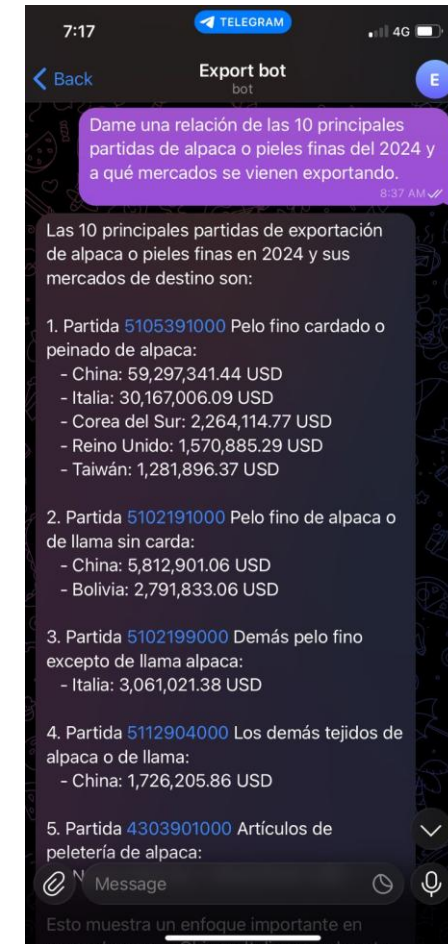 7:17
TELEGRAM
4G
Back
Export bot
bot
E
Dame una relación de las 10 principales
partidas de alpaca o pieles finas del 2024 y
a qué mercados se vienen exportando.
8:37 AM
Las 10 principales partidas de exportación
de alpaca o pieles finas en 2024 y sus
mercados de destino son:
1. Partida 5105391000 Pelo fino cardado o
peinado de alpaca:
- China: 59,297,341.44 USD
- Italia: 30,167,006.09 USD
- Corea del Sur: 2,264,114.77 USD
- Reino Unido: 1,570,885.29 USD
- Taiwán: 1,281,896.37 USD
2. Partida 5102191000 Pelo fino de alpaca o
de llama sin carda:
- China: 5,812,901.06 USD
- Bolivia: 2,791,833.06 USD
3. Partida 5102199000 Demás pelo fino
excepto de llama alpaca:
- Italia: 3,061,021.38 USD
4. Partida 5112904000 Los demás tejidos de
alpaca o de llama:
- China: 1,726,205.86 USD
5. Partida 4303901000 Artículos de
peletería de alpaca:
Message
Esto muestra un enfoque importante en